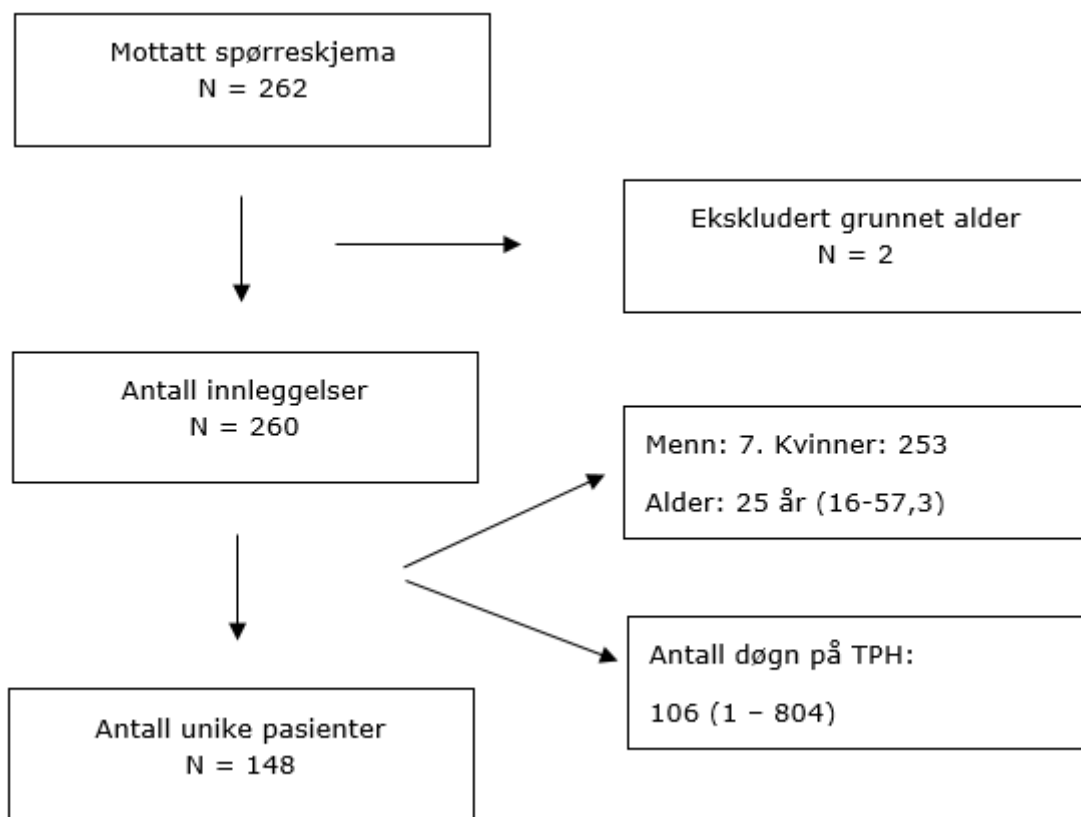 Mottatt spørreskjema
N = 262
Ekskludert grunnet alder
N = 2
Antall innleggelser
N = 260
Menn: 7. Kvinner: 253
Alder: 25 år (16-57,3)
Antall døgn på TPH:
106 (1 – 804)
Antall unike pasienter
N = 148